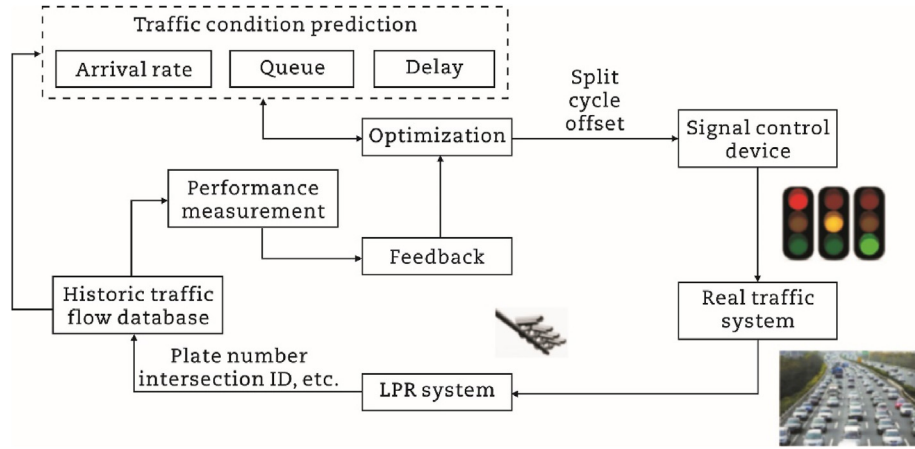 Traffic condition prediction
Arrival rate
Queue
Delay
Split
cycle
offset
Optimization
Signal control
device
Performance
measurement
Feedback
Historic traffic
flow database
Real traffic
system
Plate number
intersection ID, etc.
LPR system